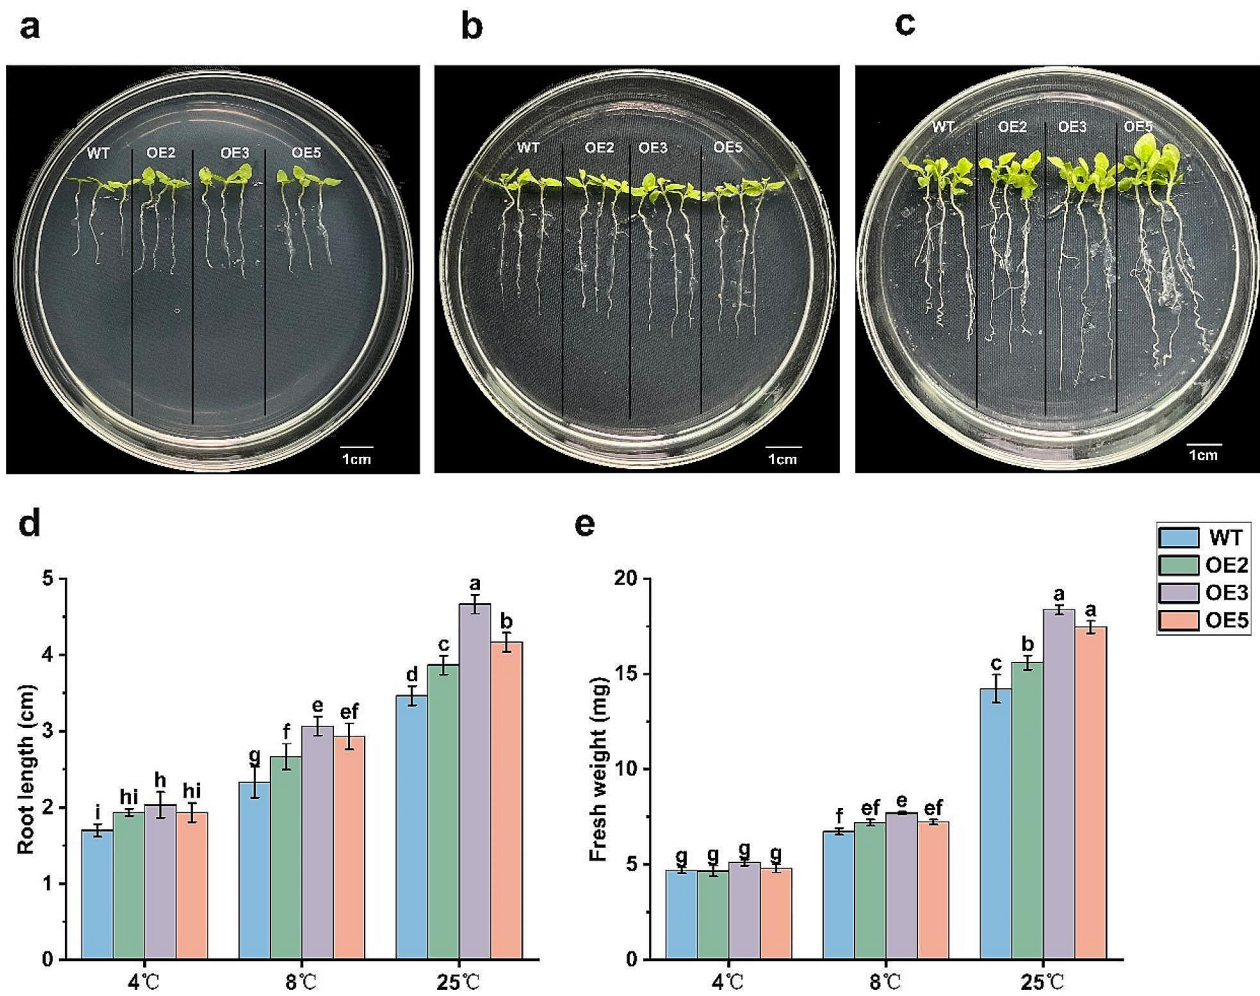 a
b
c
WT OE2 OE3 OE5
WT OE2 OE3 OE5
WT OE2 OE3 OE5
1cm
1cm
1cm
d
Root length (cm)
5
4
3
2
1
0
i hi h hi
g f e ef
d c a b
4℃ 8℃ 25℃
e
Fresh weight (mg)
20
15
10
5
0
g g g g
f ef e ef
c b a a
4℃ 8℃ 25℃
WT
OE2
OE3
OE5